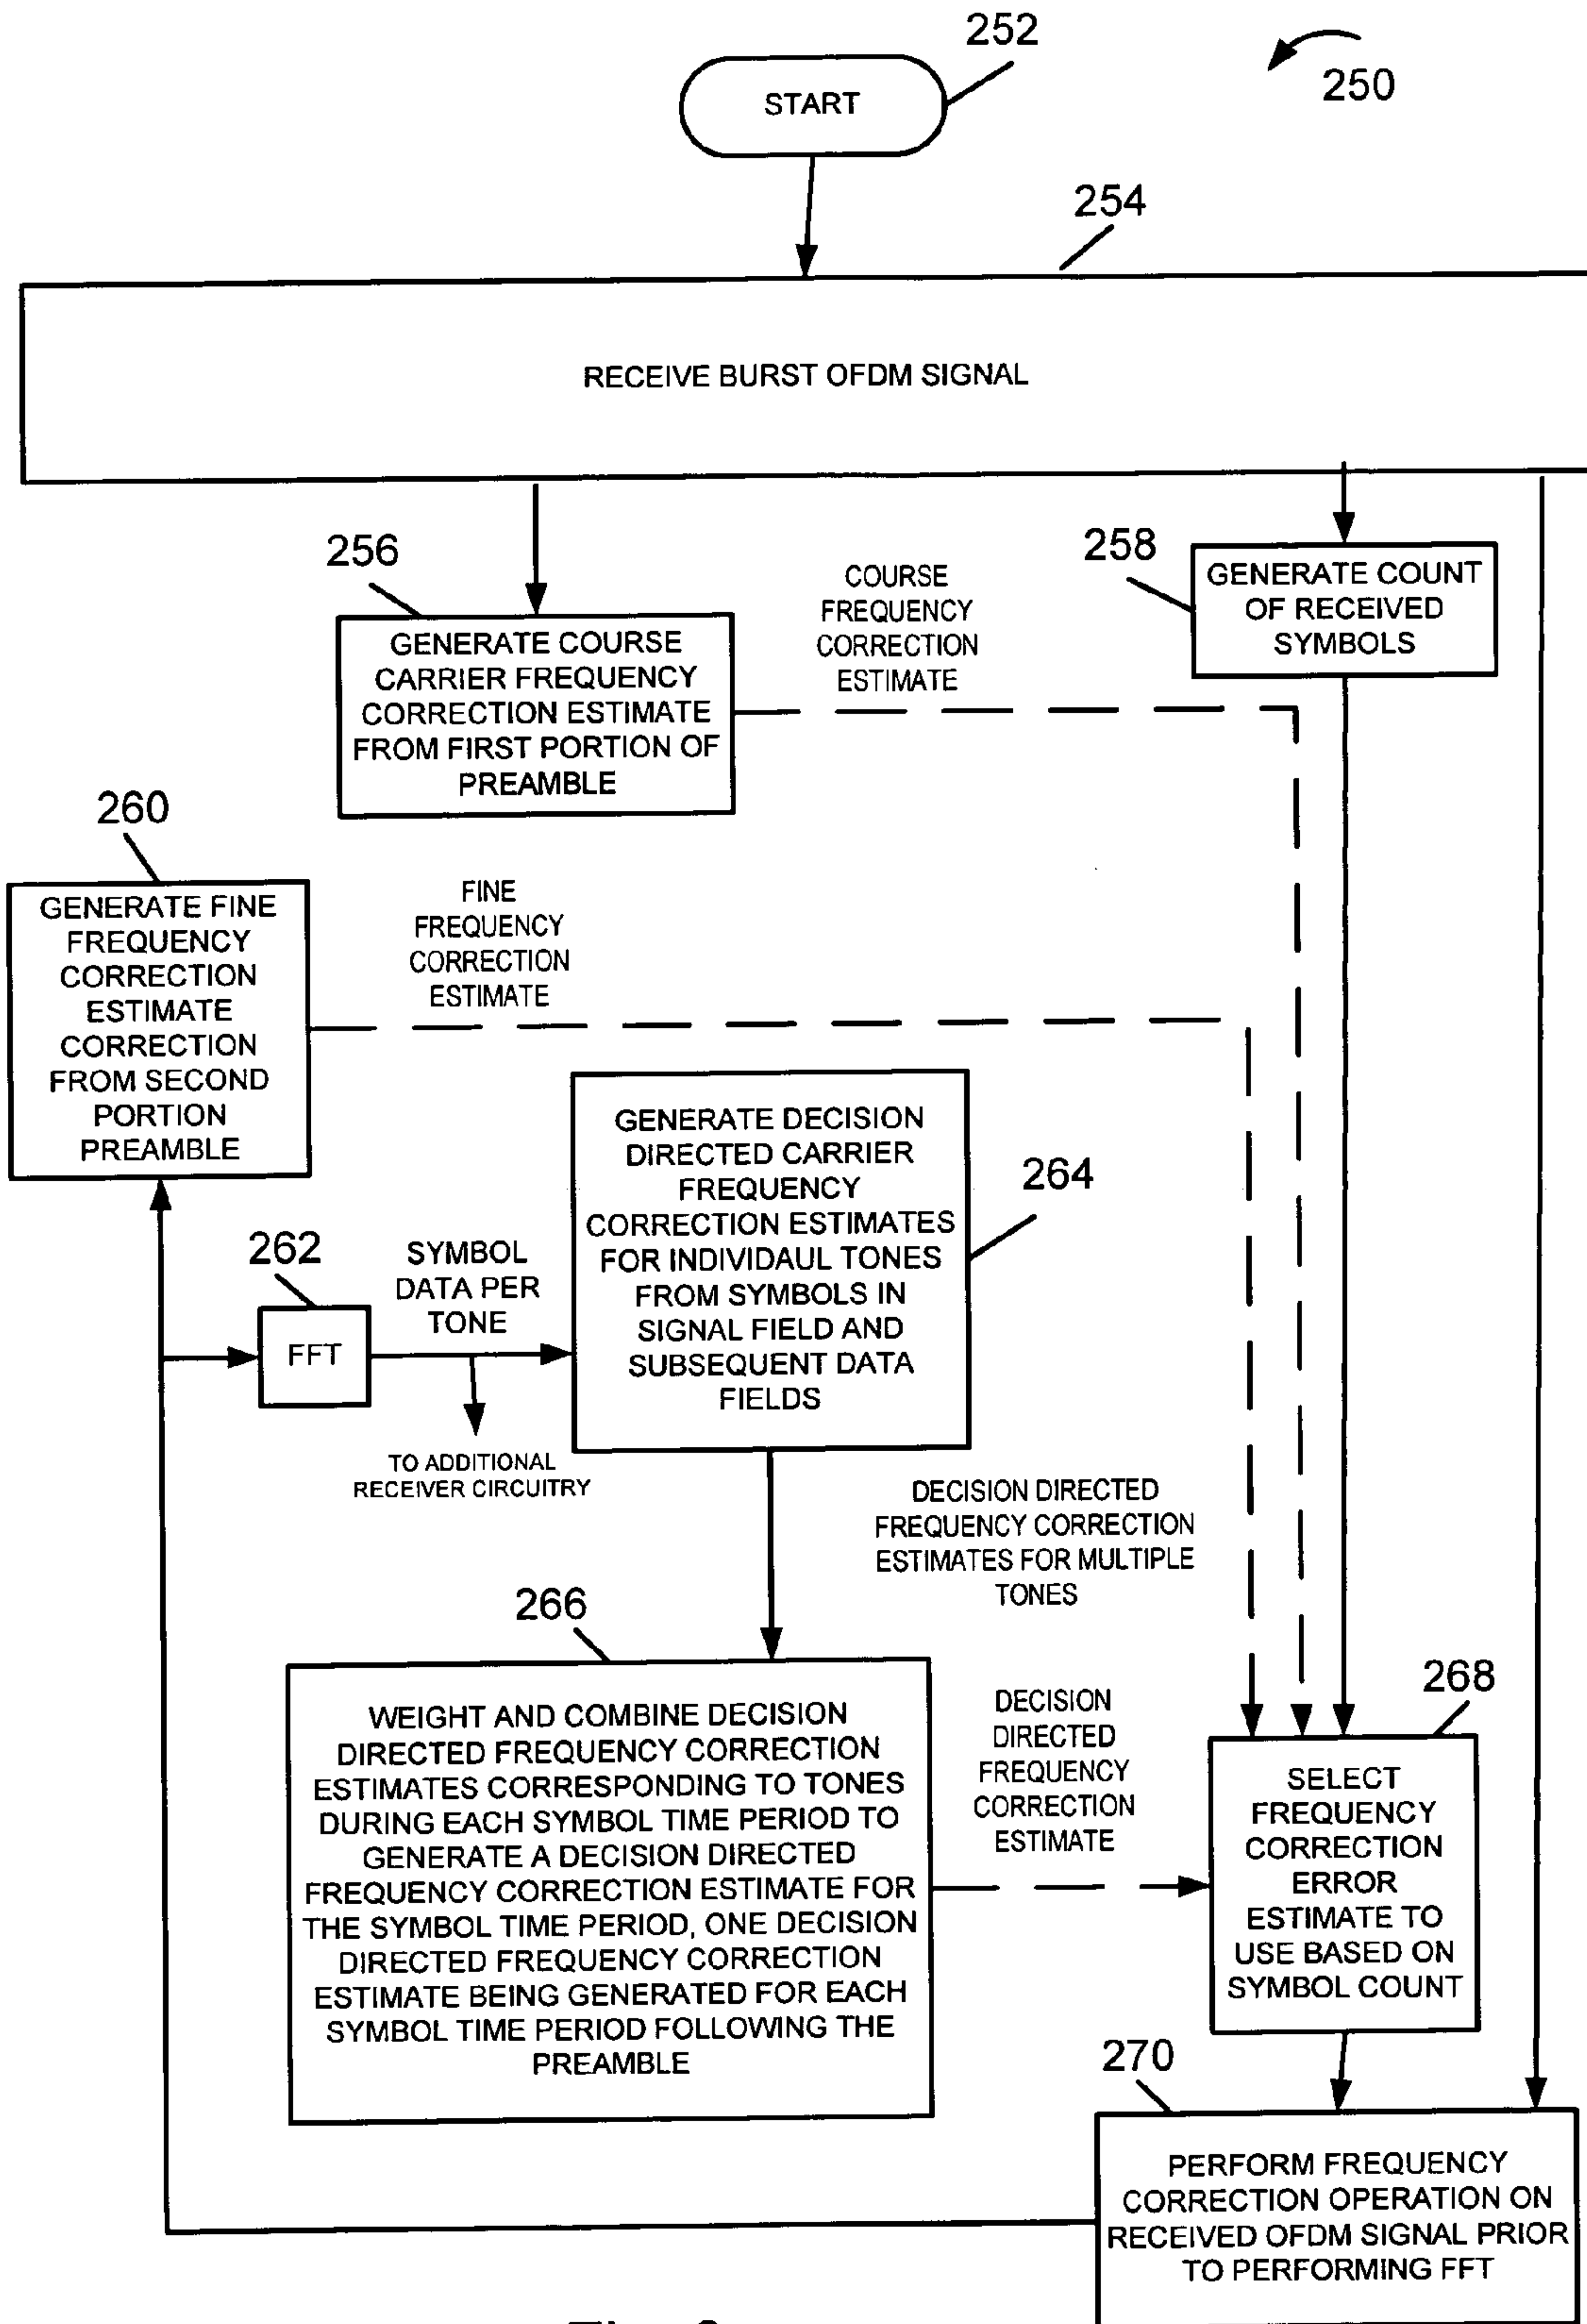 252
250
START
254
RECEIVE BURST OFDM SIGNAL
256
GENERATE COURSE
CARRIER FREQUENCY
CORRECTION ESTIMATE
FROM FIRST PORTION OF
PREAMBLE
COURSE
FREQUENCY
CORRECTION
ESTIMATE
258
GENERATE COUNT
OF RECEIVED
SYMBOLS
260
GENERATE FINE
FREQUENCY
CORRECTION
ESTIMATE
CORRECTION
FROM SECOND
PORTION
PREAMBLE
FINE
FREQUENCY
CORRECTION
ESTIMATE
262
FFT
SYMBOL
DATA PER
TONE
TO ADDITIONAL
RECEIVER CIRCUITRY
264
GENERATE DECISION
DIRECTED CARRIER
FREQUENCY
CORRECTION ESTIMATES
FOR INDIVIDAUL TONES
FROM SYMBOLS IN
SIGNAL FIELD AND
SUBSEQUENT DATA
FIELDS
DECISION DIRECTED
FREQUENCY CORRECTION
ESTIMATES FOR MULTIPLE
TONES
266
WEIGHT AND COMBINE DECISION
DIRECTED FREQUENCY CORRECTION
ESTIMATES CORRESPONDING TO TONES
DURING EACH SYMBOL TIME PERIOD TO
GENERATE A DECISION DIRECTED
FREQUENCY CORRECTION ESTIMATE FOR
THE SYMBOL TIME PERIOD, ONE DECISION
DIRECTED FREQUENCY CORRECTION
ESTIMATE BEING GENERATED FOR EACH
SYMBOL TIME PERIOD FOLLOWING THE
PREAMBLE
DECISION
DIRECTED
FREQUENCY
CORRECTION
ESTIMATE
268
SELECT
FREQUENCY
CORRECTION
ERROR
ESTIMATE TO
USE BASED ON
SYMBOL COUNT
270
PERFORM FREQUENCY
CORRECTION OPERATION ON
RECEIVED OFDM SIGNAL PRIOR
TO PERFORMING FFT